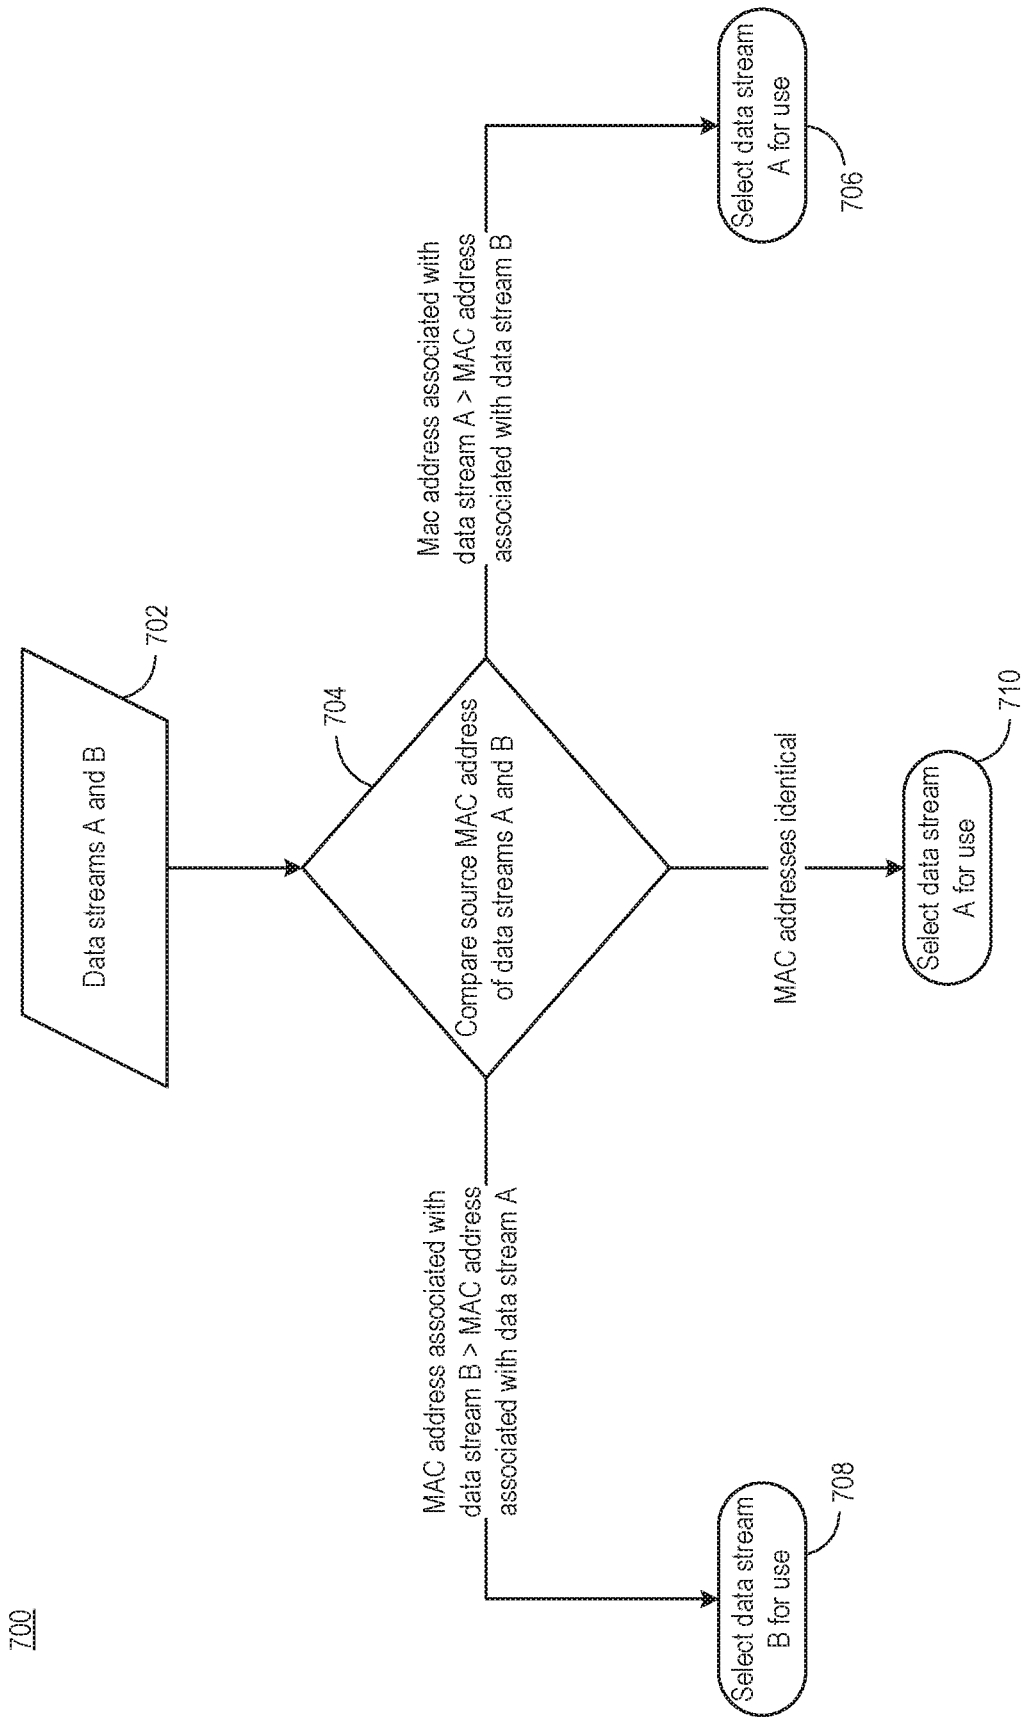 700
Data streams A and B
702
704
Compare source MAC address
of data streams A and B
MAC address associated with
data stream B > MAC address
associated with data stream A
Mac address associated with
data stream A > MAC address
associated with data stream B
MAC addresses identical
Select data stream
B for use
708
Select data stream
A for use
710
Select data stream
A for use
706